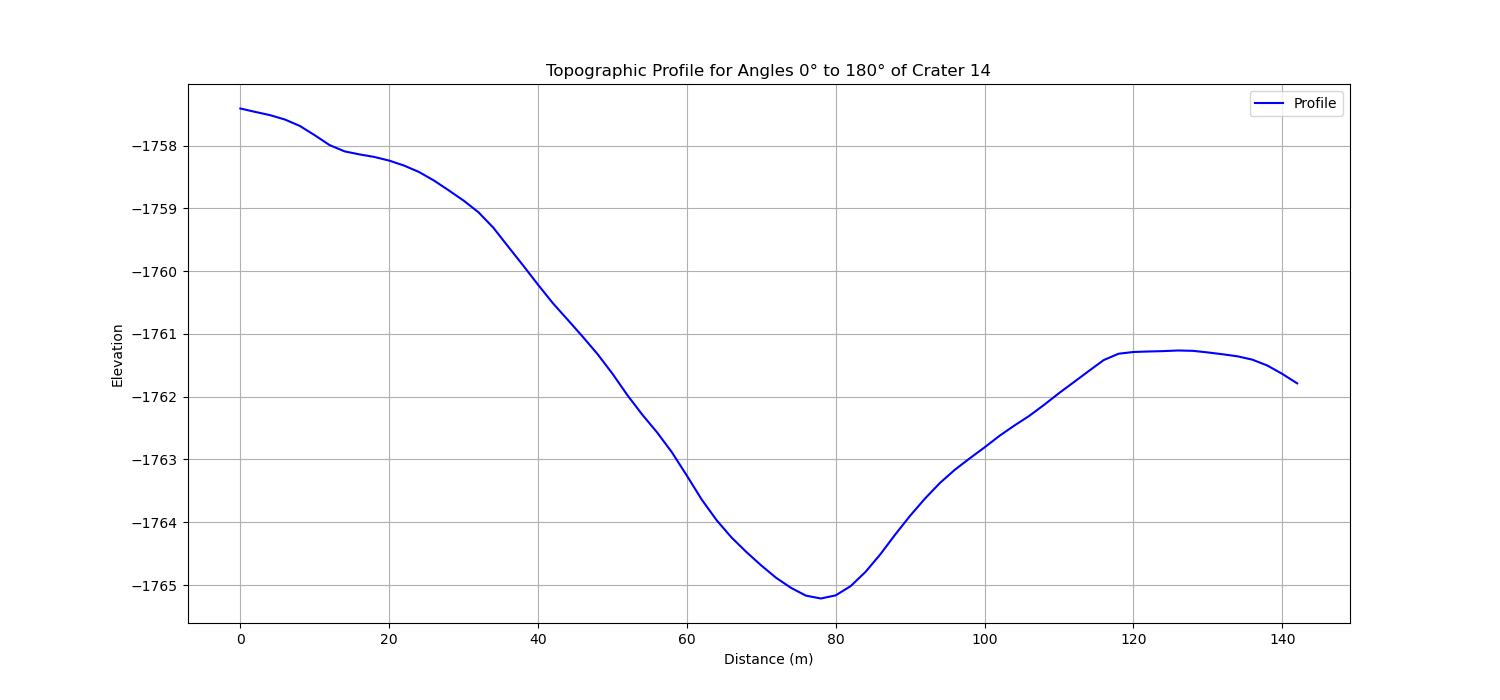 Topographic Profile for Angles 0° to 180° of Crater 14
Profile
Elevation
−1758
−1759
−1760
−1761
−1762
−1763
−1764
−1765
0 20 40 60 80 100 120 140
Distance (m)